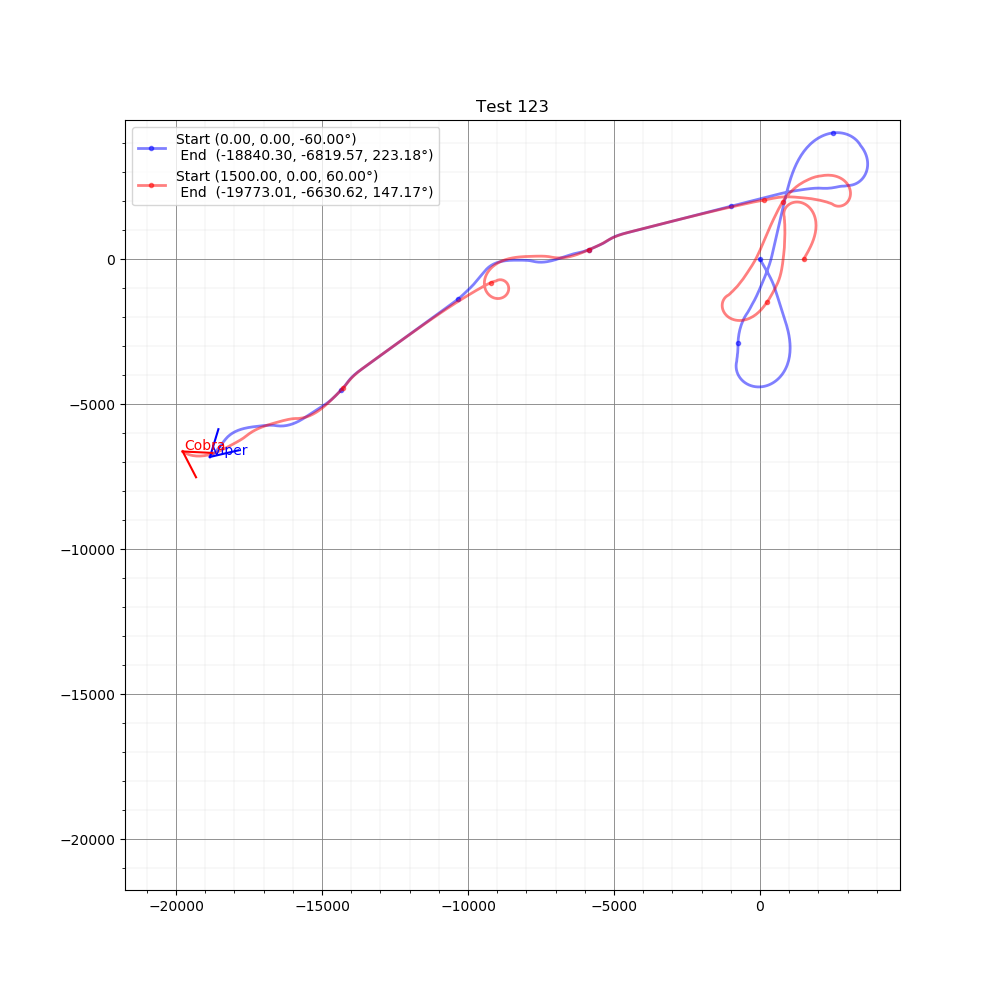 Test 123
Start (0.00, 0.00, -60.00°)
End (-18840.30, -6819.57, 223.18°)
Start (1500.00, 0.00, 60.00°)
End (-19773.01, -6630.62, 147.17°)
0
−5000
Cobra
Viper
−10000
−15000
−20000
−20000 −15000 −10000 −5000 0